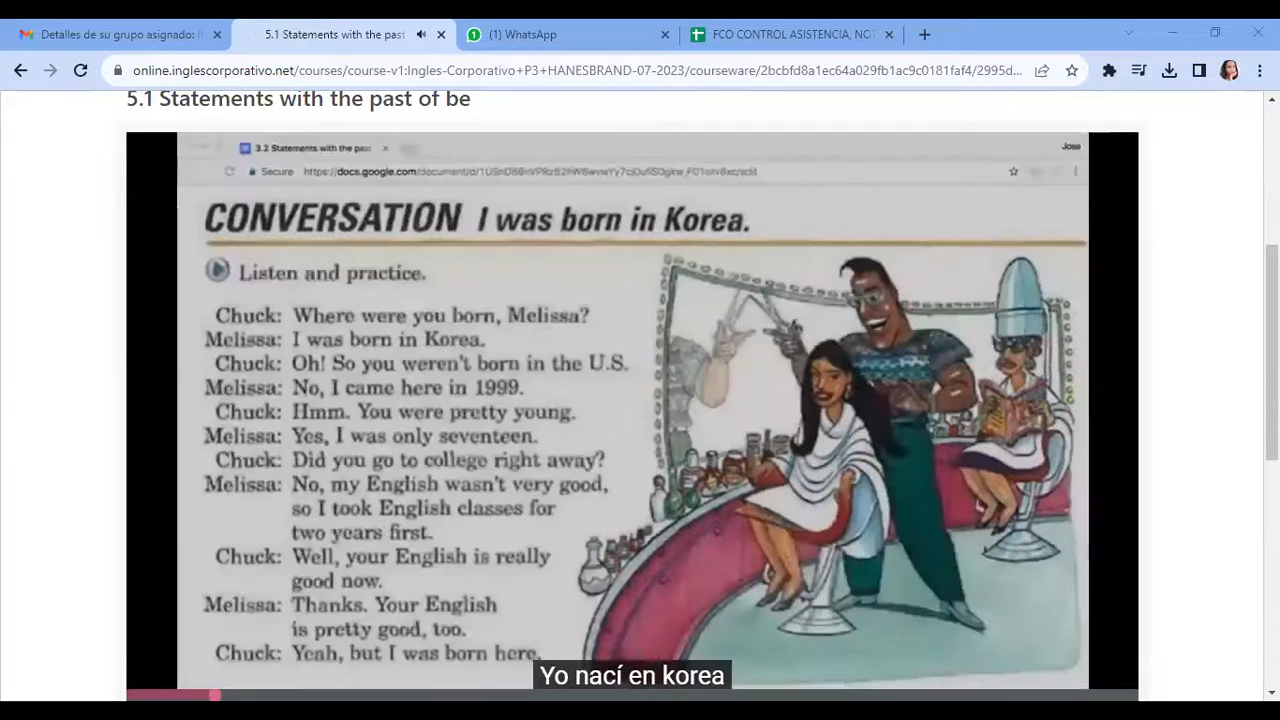 Detalles de su grupo asignado: I
5.1 Statements with the past
(1) WhatsApp
FCO CONTROL ASISTENCIA, NO
online.inglescorporativo.net/courses/course-v1:Ingles-Corporativo+P3+HANESBRAND-07-2023/courseware/2bcbfd8a1ec64a029fb1ac9c0181faf4/2995d...
5.1 Statements with the past of be
3.2 Statements with the past
Jose
Secure
CONVERSATION I was born in Korea.
Listen and practice.
Chuck: Where were you born, Melissa?
Melissa: I was born in Korea.
Chuck: Oh! So you weren't born in the U.S.
Melissa: No, I came here in 1999.
Chuck: Hmm. You were pretty young.
Melissa: Yes, I was only seventeen.
Chuck: Did you go to college right away?
Melissa: No, my English wasn't very good,
so I took English classes for
two years first.
Chuck: Well, your English is really
good now.
Melissa: Thanks. Your English
is pretty good, too.
Chuck: Yeah, but I was born here.
Yo nací en korea